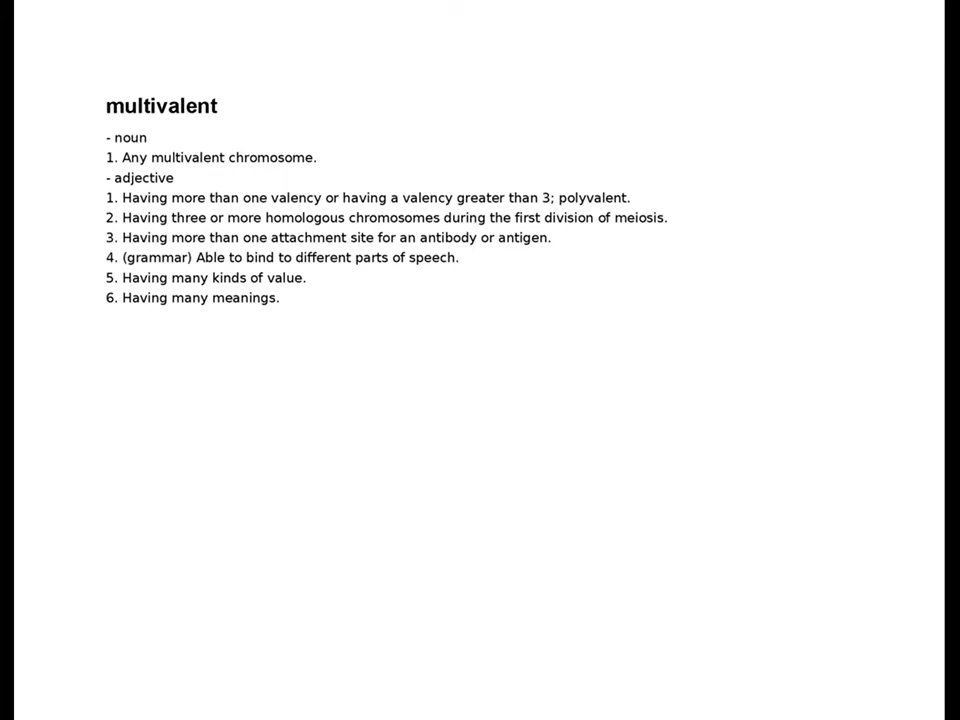 multivalent
- noun
1. Any multivalent chromosome.
- adjective
1. Having more than one valency or having a valency greater than 3; polyvalent.
2. Having three or more homologous chromosomes during the first division of meiosis.
3. Having more than one attachment site for an antibody or antigen.
4. (grammar) Able to bind to different parts of speech.
5. Having many kinds of value.
6. Having many meanings.